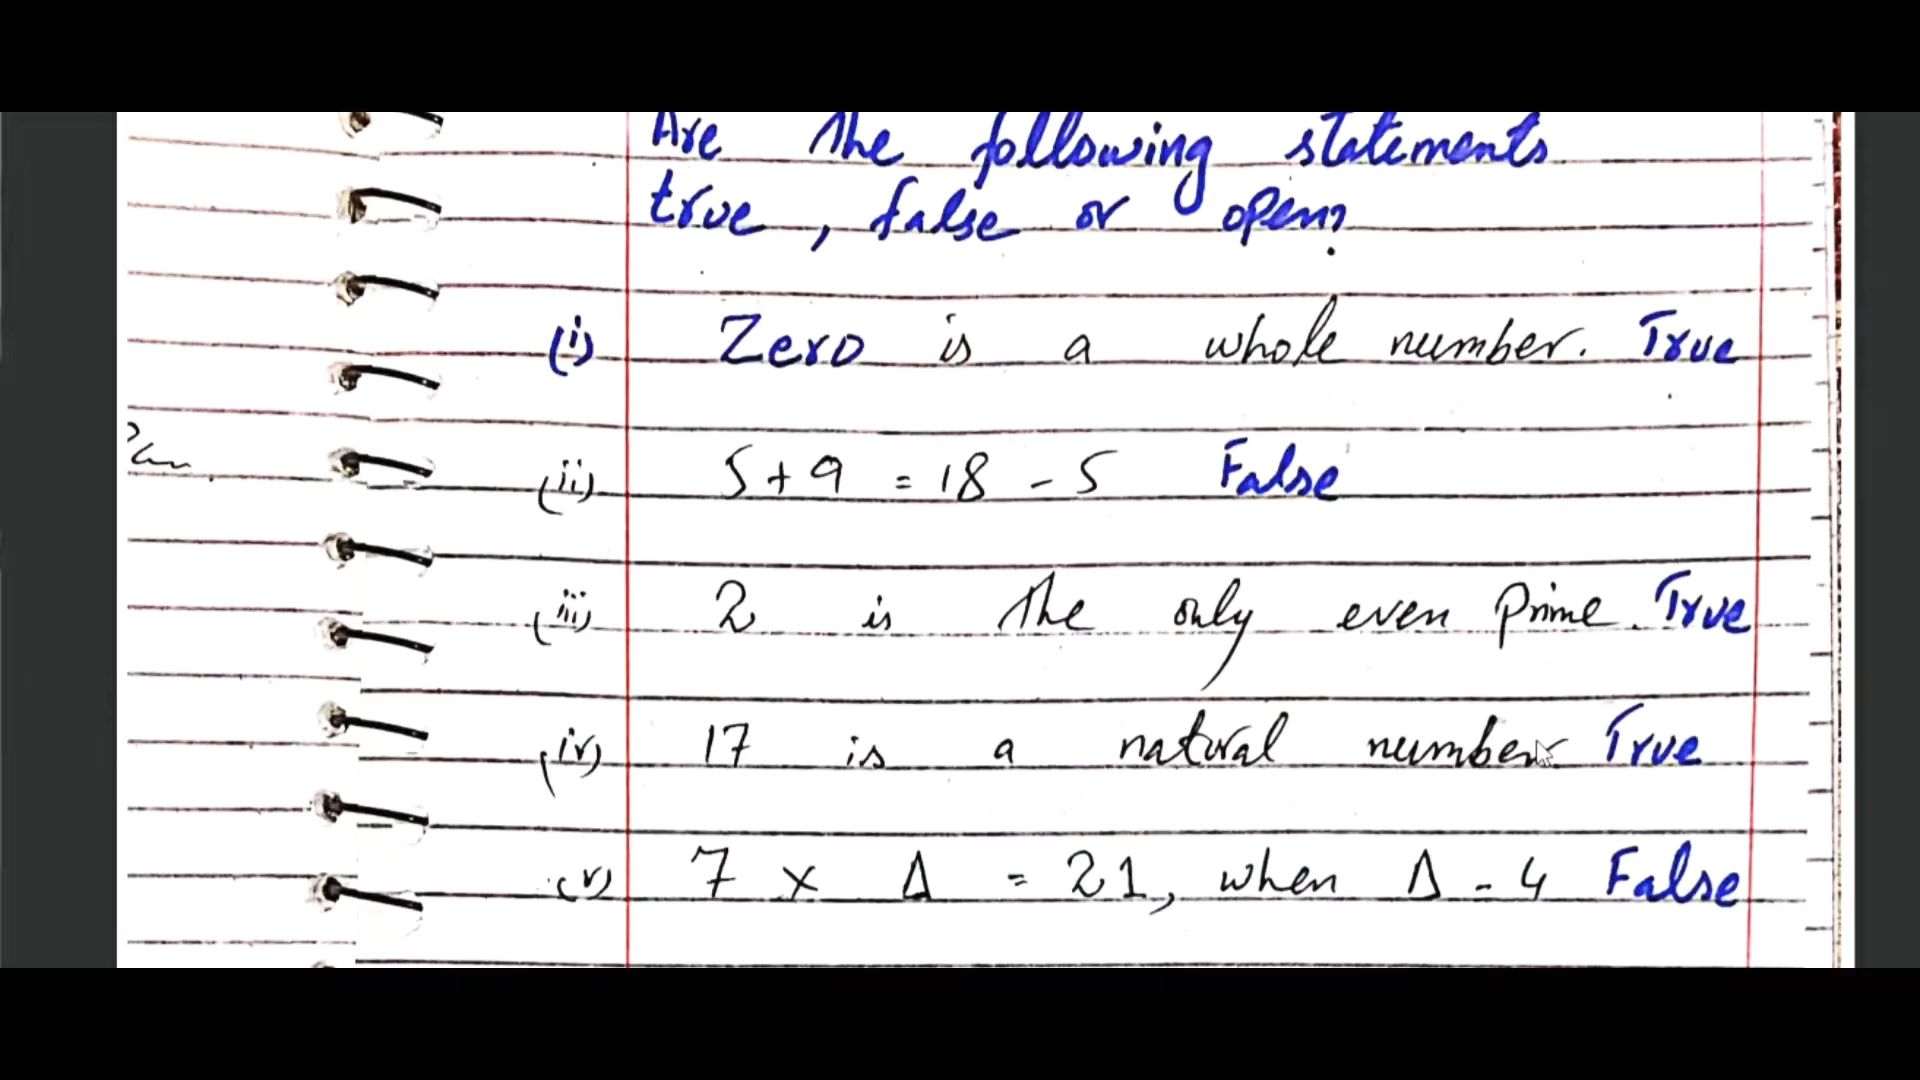 Are the following statements
true, false or open?
(i) Zero is a whole number. True
(ii) 5 + 9 = 18 - 5 False
(iii) 2 is the only even Prime. True
(iv) 17 is a natural number True
(v) 7 x Δ = 21, when Δ = 4 False